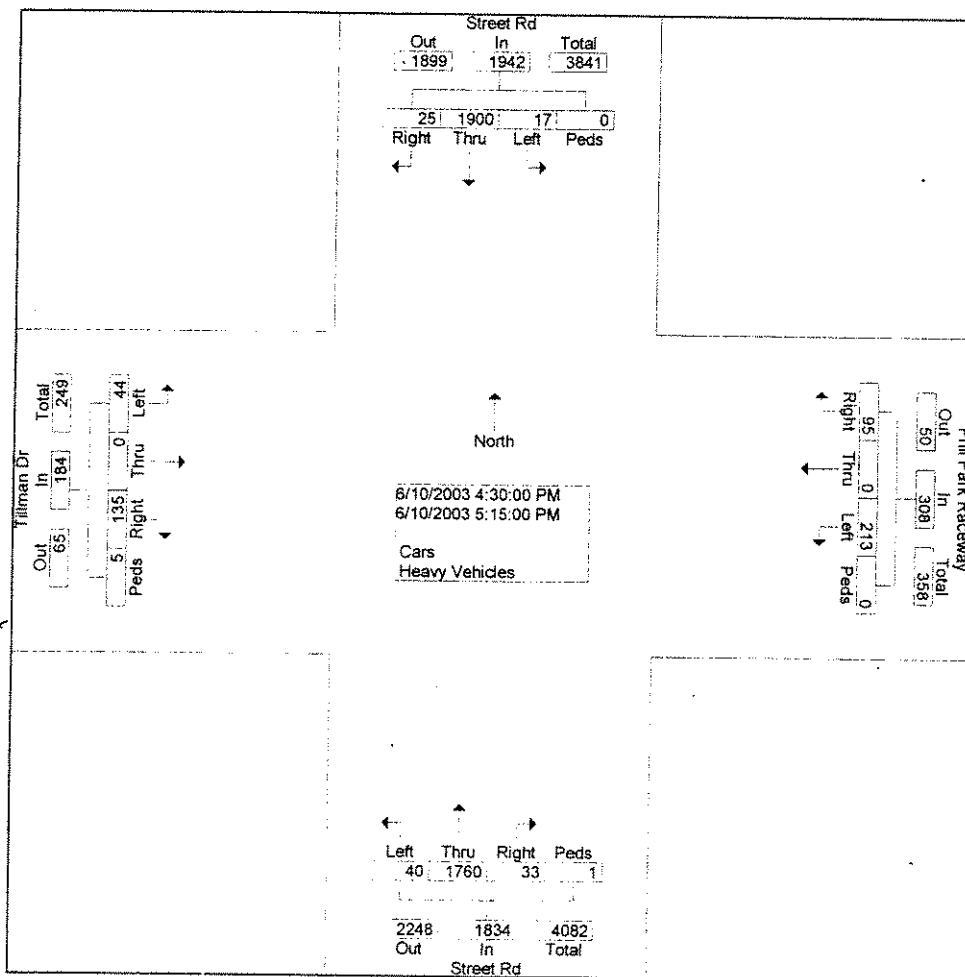 Street Rd
Out In Total
1899 1942 3841
25 1900 17 0
Right Thru Left Peds
Tillman Dr
Out In Total
65 184 249
44 0 135 5
Left Thru Right Peds
North
6/10/2003 4:30:00 PM
6/10/2003 5:15:00 PM
Cars
Heavy Vehicles
Right Thru Left Peds
95 0 213 0
Out In Total
50 308 358
Park Raceway
Left Thru Right Peds
40 1760 33 1
2248 1834 4082
Out In Total
Street Rd